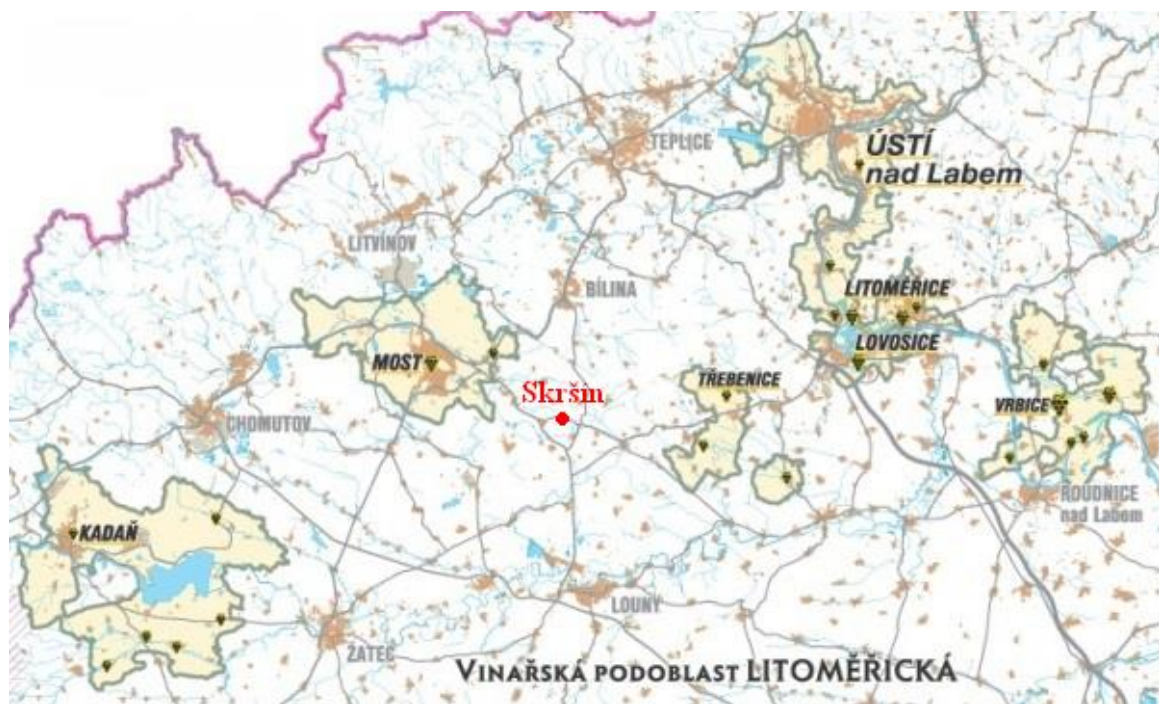 TEPLICE
ÚSTÍ
nad Labem
LITVÍNOV
BÍLINA
LITOMĚŘICE
MOST
LOVOSICE
TŘEBENICE
Skršín
VRBICE
CHOMUTOV
ROUDNICE
nad Labem
KADAŇ
LOUNY
ŽATEC
VINAŘSKÁ PODOBLAST LITOMĚŘICKÁ